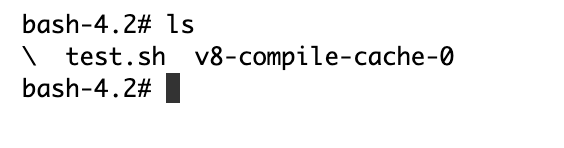 bash-4.2# ls
\  test.sh  v8-compile-cache-0
bash-4.2#